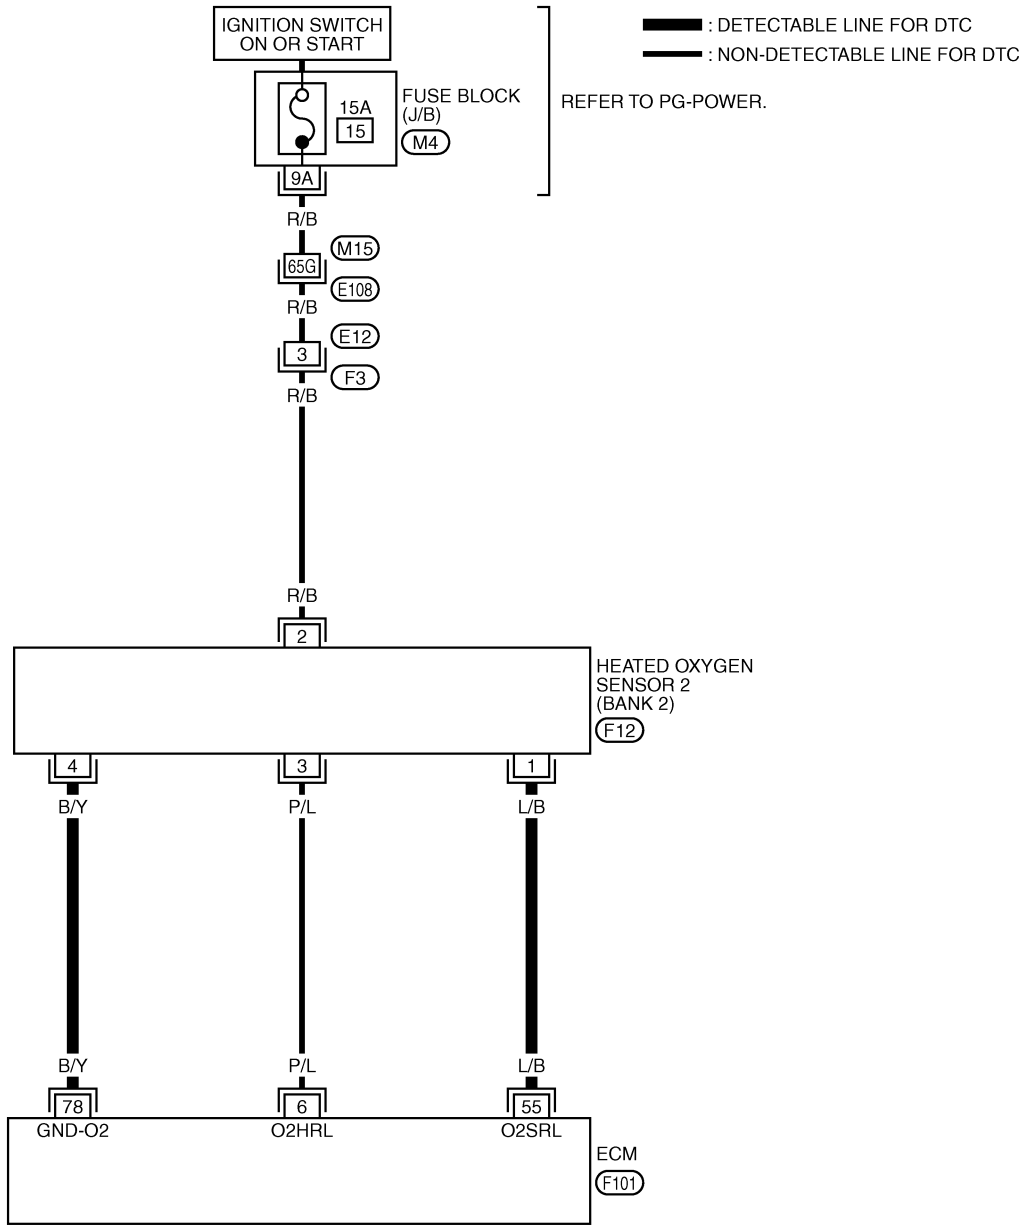 IGNITION SWITCH
ON OR START
: DETECTABLE LINE FOR DTC
: NON-DETECTABLE LINE FOR DTC
15A
15
FUSE BLOCK
(J/B)
M4
REFER TO PG-POWER.
9A
R/B
M15
65G
E108
R/B
E12
3
F3
R/B
R/B
2
HEATED OXYGEN
SENSOR 2
(BANK 2)
F12
4
3
1
B/Y
P/L
L/B
B/Y
P/L
L/B
78
6
55
GND-O2
O2HRL
O2SRL
ECM
F101